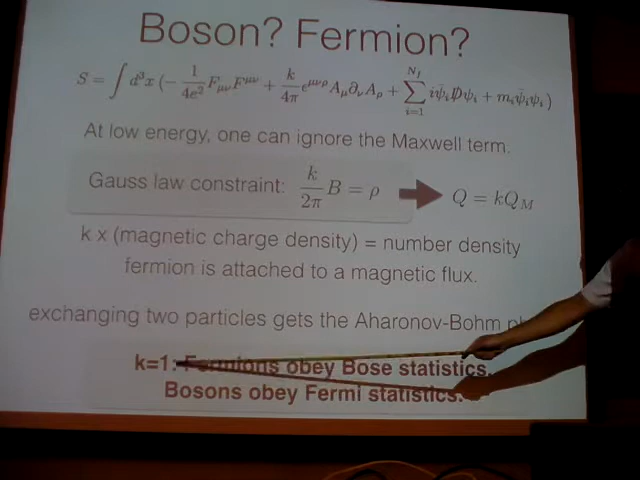 Boson? Fermion?
S = ∫ d³x (− 1/4e² F_μν F^μν + k/4π ε^μνρ A_μ ∂_ν A_ρ + ∑_{i=1}^{N_f} iψ̄_i D̸ψ_i + m_i ψ̄_i ψ_i)
At low energy, one can ignore the Maxwell term.
Gauss law constraint: k/2π B = ρ Q = kQ_M
k x (magnetic charge density) = number density
fermion is attached to a magnetic flux.
exchanging two particles gets the Aharonov-Bohm
k=1: Fermions obey Bose statistics.
Bosons obey Fermi statistics.